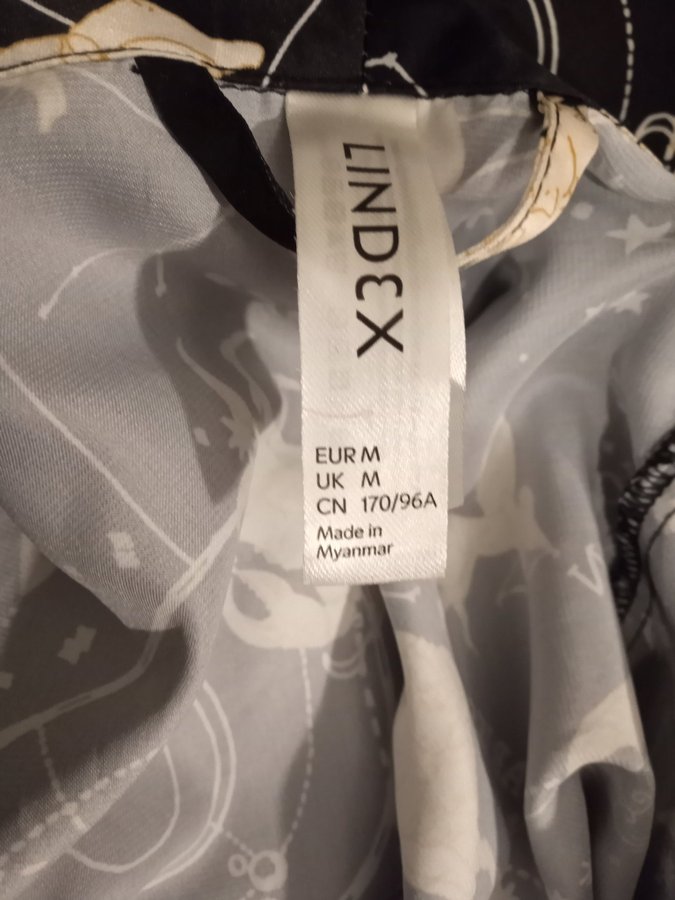 LINDEX
EUR M
UK M
CN 170/96A
Made in
Myanmar